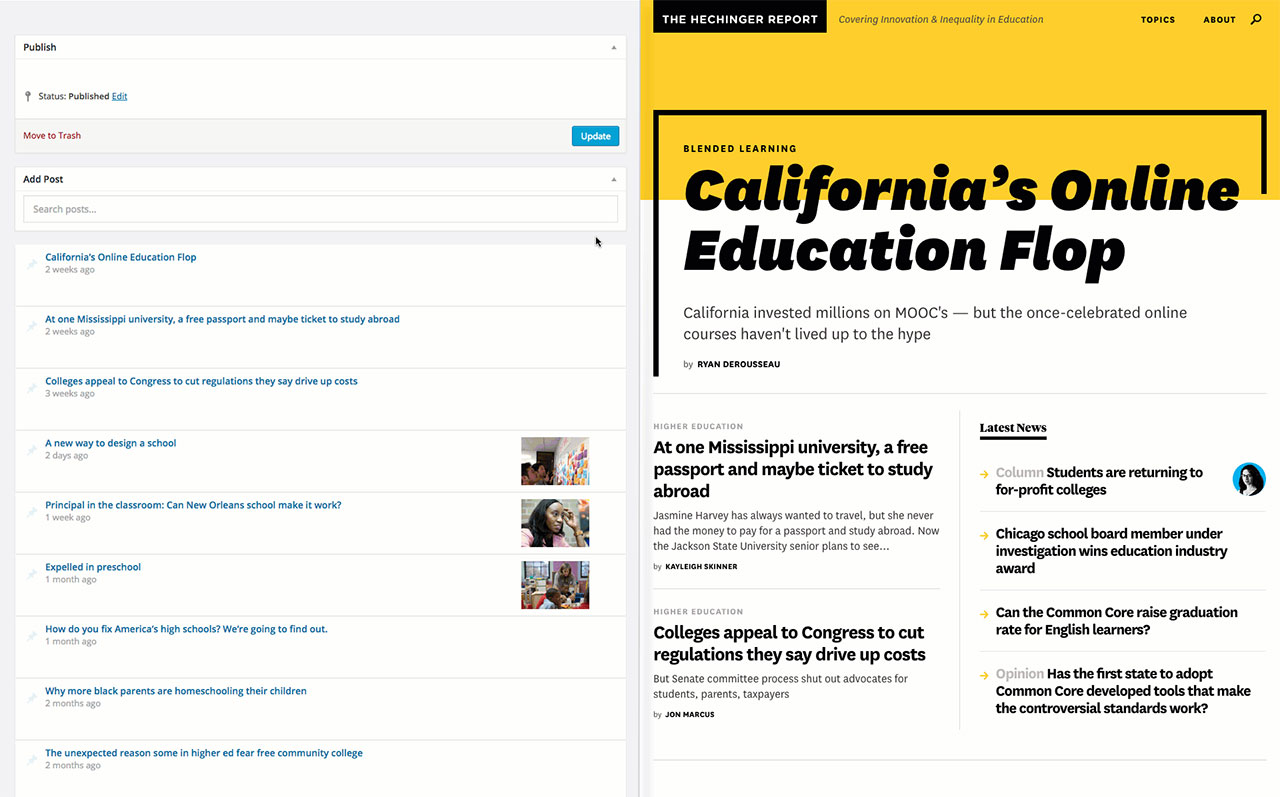 Publish
Status: Published Edit
Move to Trash
Update
Add Post
Search posts...
California's Online Education Flop
2 weeks ago
At one Mississippi university, a free passport and maybe ticket to study abroad
2 weeks ago
Colleges appeal to Congress to cut regulations they say drive up costs
3 weeks ago
A new way to design a school
2 days ago
Principal in the classroom: Can New Orleans school make it work?
1 week ago
Expelled in preschool
1 month ago
How do you fix America's high schools? We're going to find out.
1 month ago
Why more black parents are homeschooling their children
2 months ago
The unexpected reason some in higher ed fear free community college
2 months ago
THE HECHINGER REPORT
Covering Innovation & Inequality in Education
TOPICS
ABOUT
BLENDED LEARNING
California’s Online
Education Flop
California invested millions on MOOC's — but the once-celebrated online
courses haven't lived up to the hype
by RYAN DEROUSSEAU
HIGHER EDUCATION
At one Mississippi university, a free
passport and maybe ticket to study
abroad
Jasmine Harvey has always wanted to travel, but she never
had the money to pay for a passport and study abroad. Now
the Jackson State University senior plans to see...
by KAYLEIGH SKINNER
HIGHER EDUCATION
Colleges appeal to Congress to cut
regulations they say drive up costs
But Senate committee process shut out advocates for
students, parents, taxpayers
by JON MARCUS
Latest News
Column Students are returning to
for-profit colleges
Chicago school board member under
investigation wins education industry
award
Can the Common Core raise graduation
rate for English learners?
Opinion Has the first state to adopt
Common Core developed tools that make
the controversial standards work?